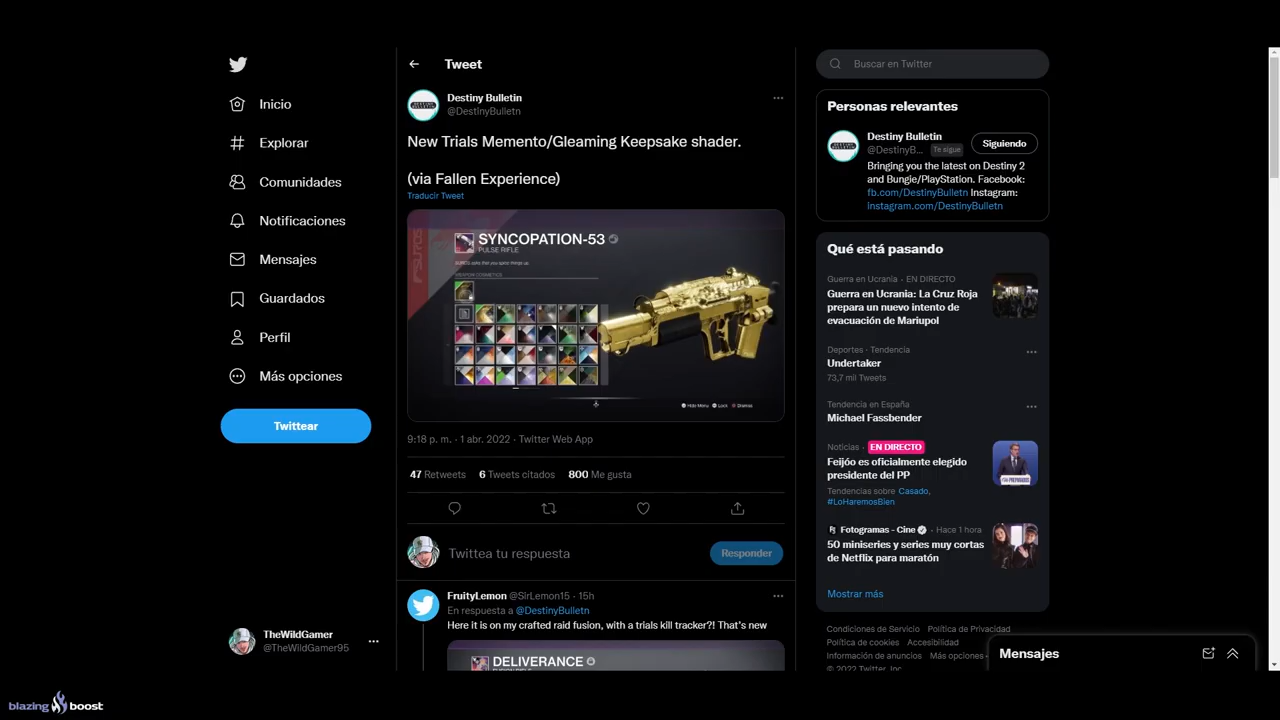 Tweet
Inicio
Explorar
Comunidades
Notificaciones
Mensajes
Guardados
Perfil
Más opciones
Twittear
TheWildGamer
@TheWildGamer95
Destiny Bulletin
@DestinyBulletn
New Trials Memento/Gleaming Keepsake shader.
(via Fallen Experience)
Traducir Tweet
SYNCOPATION-53
PULSE RIFLE
WEAPON COSMETICS
Hide Menu Lock Dismiss
9:18 p. m. · 1 abr. 2022 · Twitter Web App
47 Retweets 6 Tweets citados 800 Me gusta
Twittea tu respuesta
Responder
FruityLemon @SirLemon15 · 15h
En respuesta a @DestinyBulletn
Here it is on my crafted raid fusion, with a trials kill tracker?! That's new
DELIVERANCE
Buscar en Twitter
Personas relevantes
Destiny Bulletin
@DestinyB... Te sigue
Siguiendo
Bringing you the latest on Destiny 2
and Bungie/PlayStation. Facebook:
fb.com/DestinyBulletn Instagram:
instagram.com/DestinyBulletn
Qué está pasando
Guerra en Ucrania · EN DIRECTO
Guerra en Ucrania: La Cruz Roja
prepara un nuevo intento de
evacuación de Mariupol
Deportes · Tendencia
Undertaker
73,7 mil Tweets
Tendencia en España
Michael Fassbender
Noticias · EN DIRECTO
Feijóo es oficialmente elegido
presidente del PP
Tendencias sobre Casado,
#LoHaremosBien
Fotogramas - Cine · Hace 1 hora
50 miniseries y series muy cortas
de Netflix para maratón
Mostrar más
Condiciones de Servicio Política de Privacidad
Política de cookies Accesibilidad
Información de anuncios Más opciones
© 2022 Twitter, Inc.
Mensajes
blazing boost